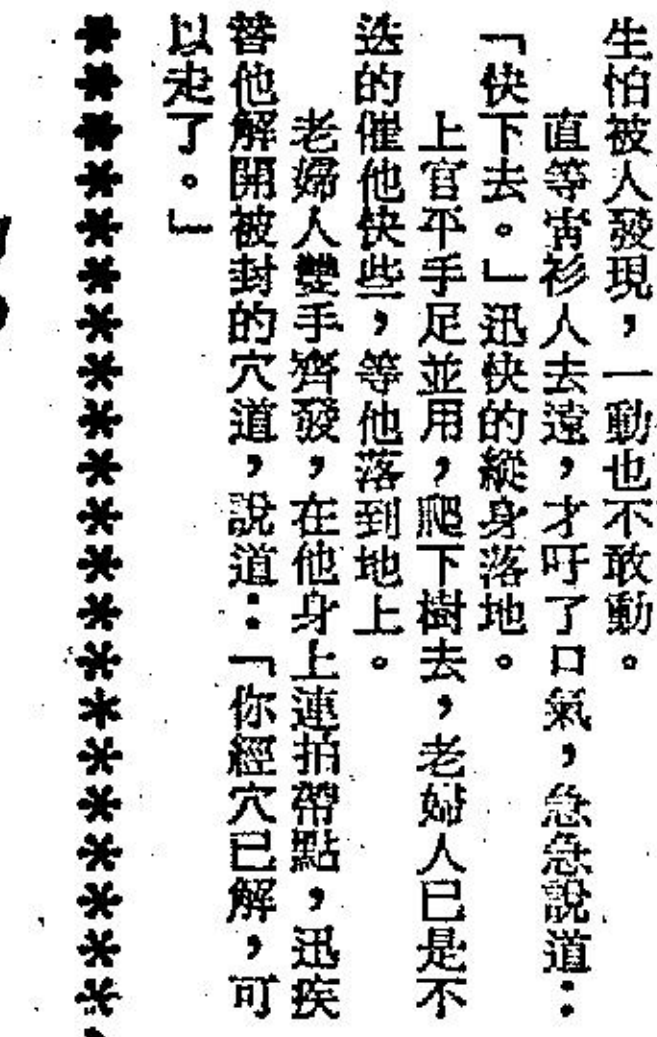 生怕被人發現，一動也不敢動。
直等青衫人去遠，才吁了口氣，急急說道：
「快下去。」迅快的縱身落地。
上官平手足並用，爬下樹去，老婦人已是不
迭的催他快些，等他落到地上。
老婦人雙手齊發，在他身上連拍帶點，迅疾
替他解開被封的穴道，說道：「你經穴已解，可
以走了。」
＊＊＊＊＊＊＊＊＊＊＊＊＊＊＊＊＊＊＊＊＊